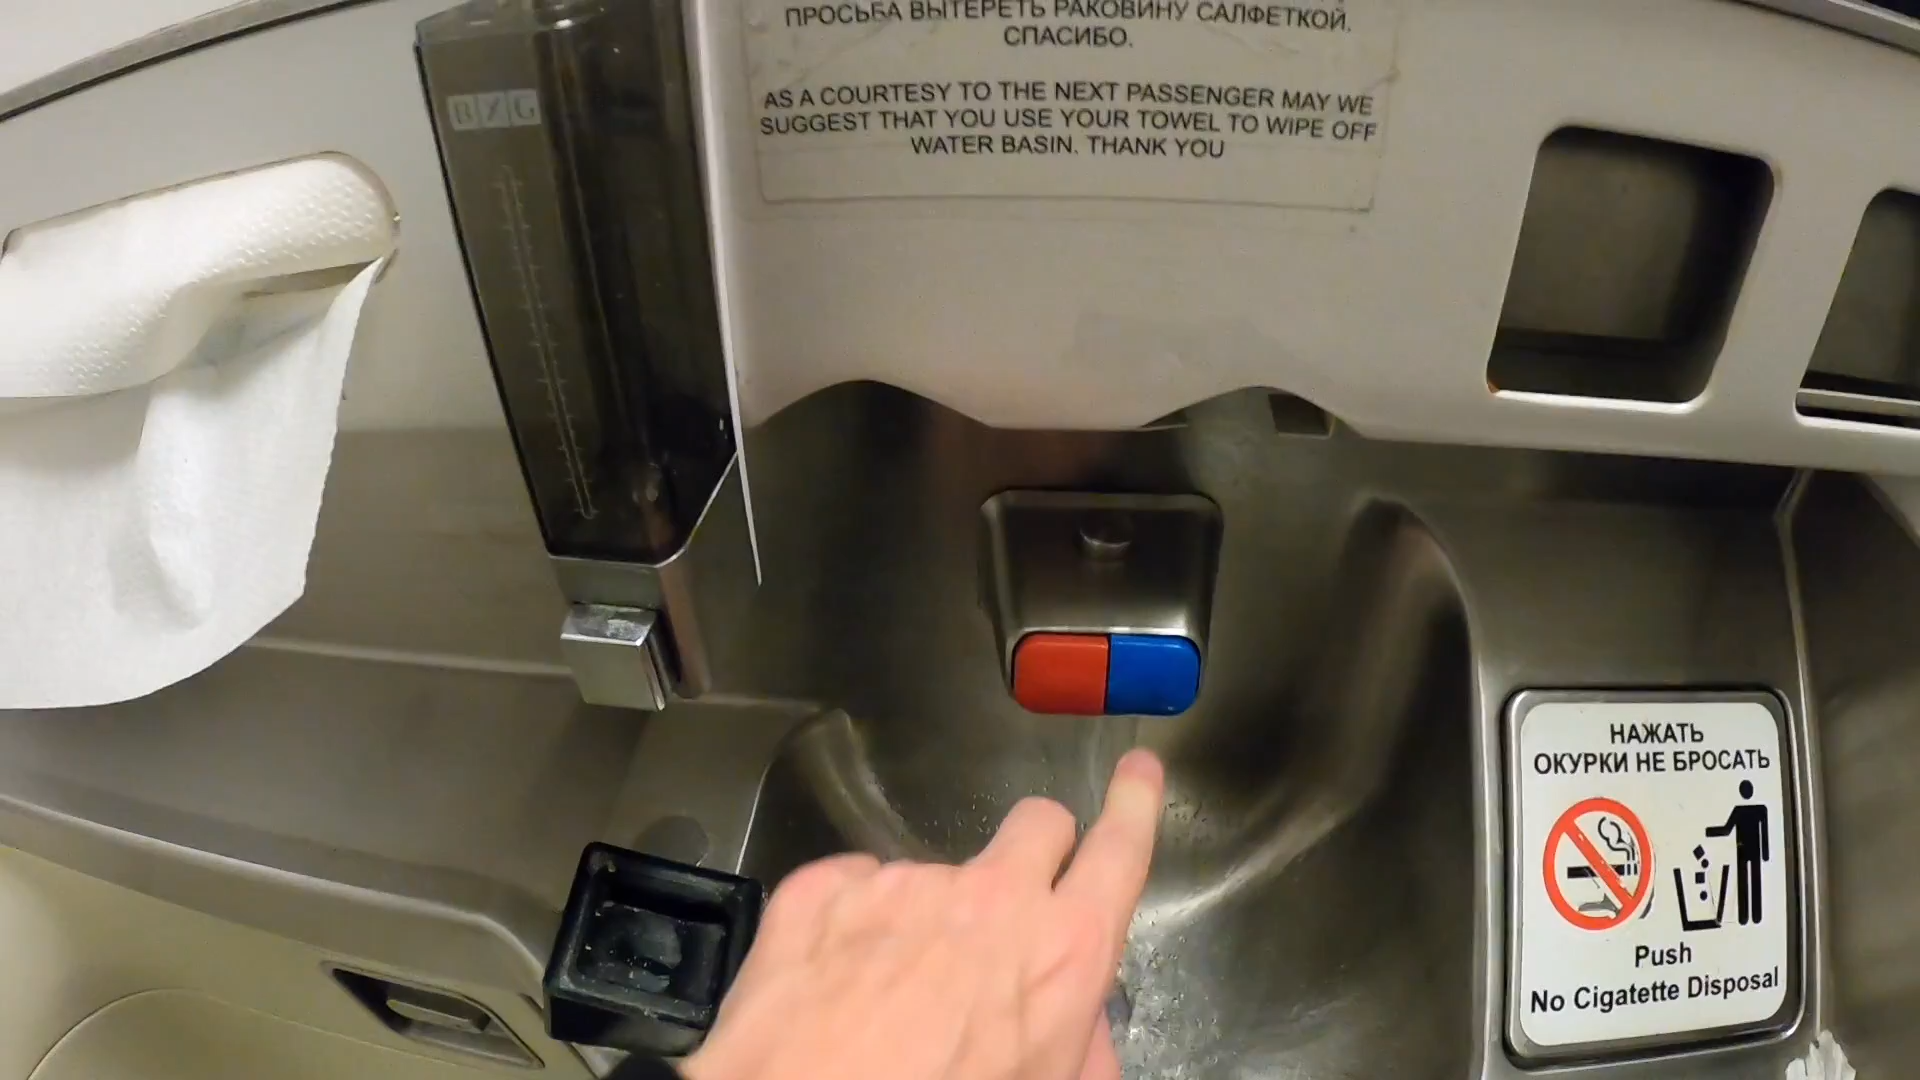 ПРОСЬБА ВЫТЕРЕТЬ РАКОВИНУ САЛФЕТКОЙ.
СПАСИБО.
AS A COURTESY TO THE NEXT PASSENGER MAY WE
SUGGEST THAT YOU USE YOUR TOWEL TO WIPE OFF
WATER BASIN. THANK YOU
НАЖАТЬ
ОКУРКИ НЕ БРОСАТЬ
Push
No Cigatette Disposal